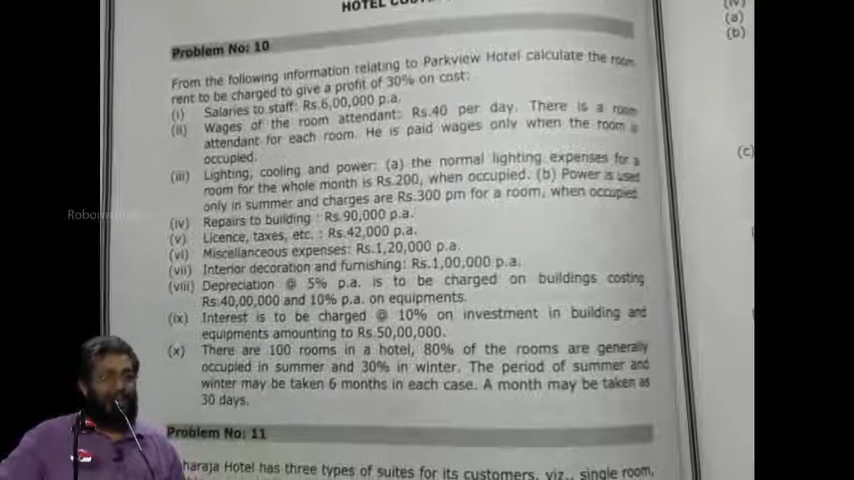 HOTEL
Problem No: 10
From the following information relating to Parkview Hotel calculate the room
rent to be charged to give a profit of 30% on cost:
(i) Salaries to staff: Rs.6,00,000 p.a.
(ii) Wages of the room attendant: Rs.40 per day. There is a room
attendant for each room. He is paid wages only when the room is
occupied.
(iii) Lighting, cooling and power: (a) the normal lighting expenses for a
room for the whole month is Rs.200, when occupied. (b) Power is used
only in summer and charges are Rs.300 pm for a room, when occupied
(iv) Repairs to building : Rs.90,000 p.a.
(v) Licence, taxes, etc. : Rs.42,000 p.a.
(vi) Miscellaneous expenses: Rs.1,20,000 p.a.
(vii) Interior decoration and furnishing: Rs.1,00,000 p.a.
(viii) Depreciation @ 5% p.a. is to be charged on buildings costing
Rs.40,00,000 and 10% p.a. on equipments.
(ix) Interest is to be charged @ 10% on investment in building and
equipments amounting to Rs.50,00,000.
(x) There are 100 rooms in a hotel, 80% of the rooms are generally
occupied in summer and 30% in winter. The period of summer and
winter may be taken 6 months in each case. A month may be taken as
30 days.
Problem No: 11
haraja Hotel has three types of suites for its customers, viz., single room,
(iv)
(a)
(b)
(c)